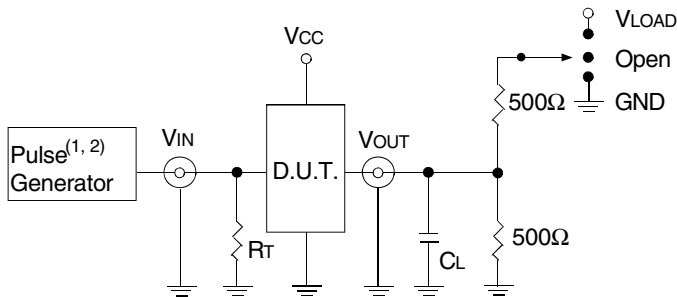 VLOAD
VCC
Open
500Ω
GND
VIN
VOUT
Pulse(1, 2)
Generator
D.U.T.
RT
CL
500Ω